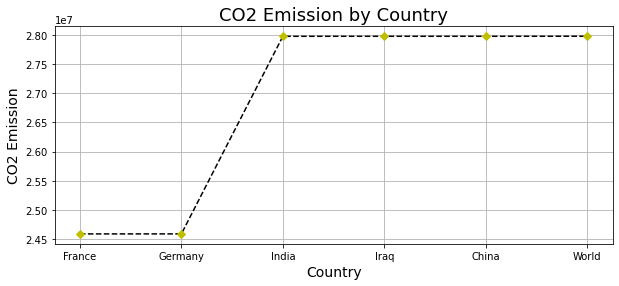 CO2 Emission by Country
1e7
2.80
2.75
2.70
2.65
2.60
2.55
2.50
2.45
CO2 Emission
France Germany India Iraq China World
Country